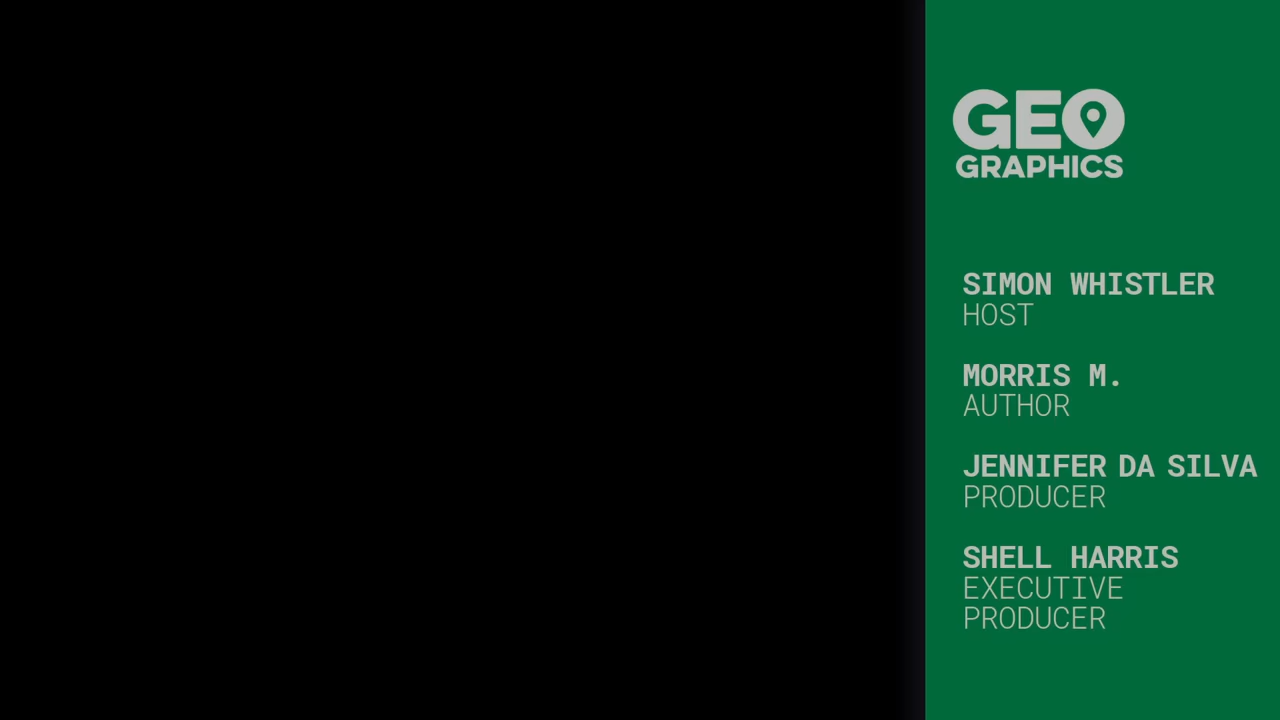 GEO
GRAPHICS
SIMON WHISTLER
HOST
MORRIS M.
AUTHOR
JENNIFER DA SILVA
PRODUCER
SHELL HARRIS
EXECUTIVE
PRODUCER